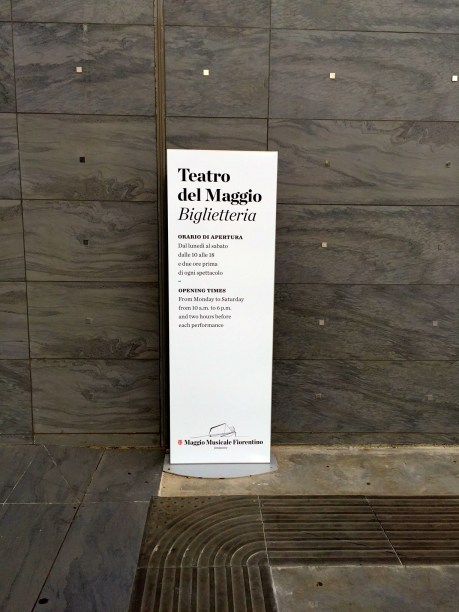 Teatro
del Maggio
Biglietteria
ORARIO DI APERTURA
Dal lunedì al sabato
dalle 10 alle 18
e due ore prima
di ogni spettacolo
–
OPENING TIMES
From Monday to Saturday
from 10 a.m. to 6 p.m.
and two hours before
each performance
Maggio Musicale Fiorentino